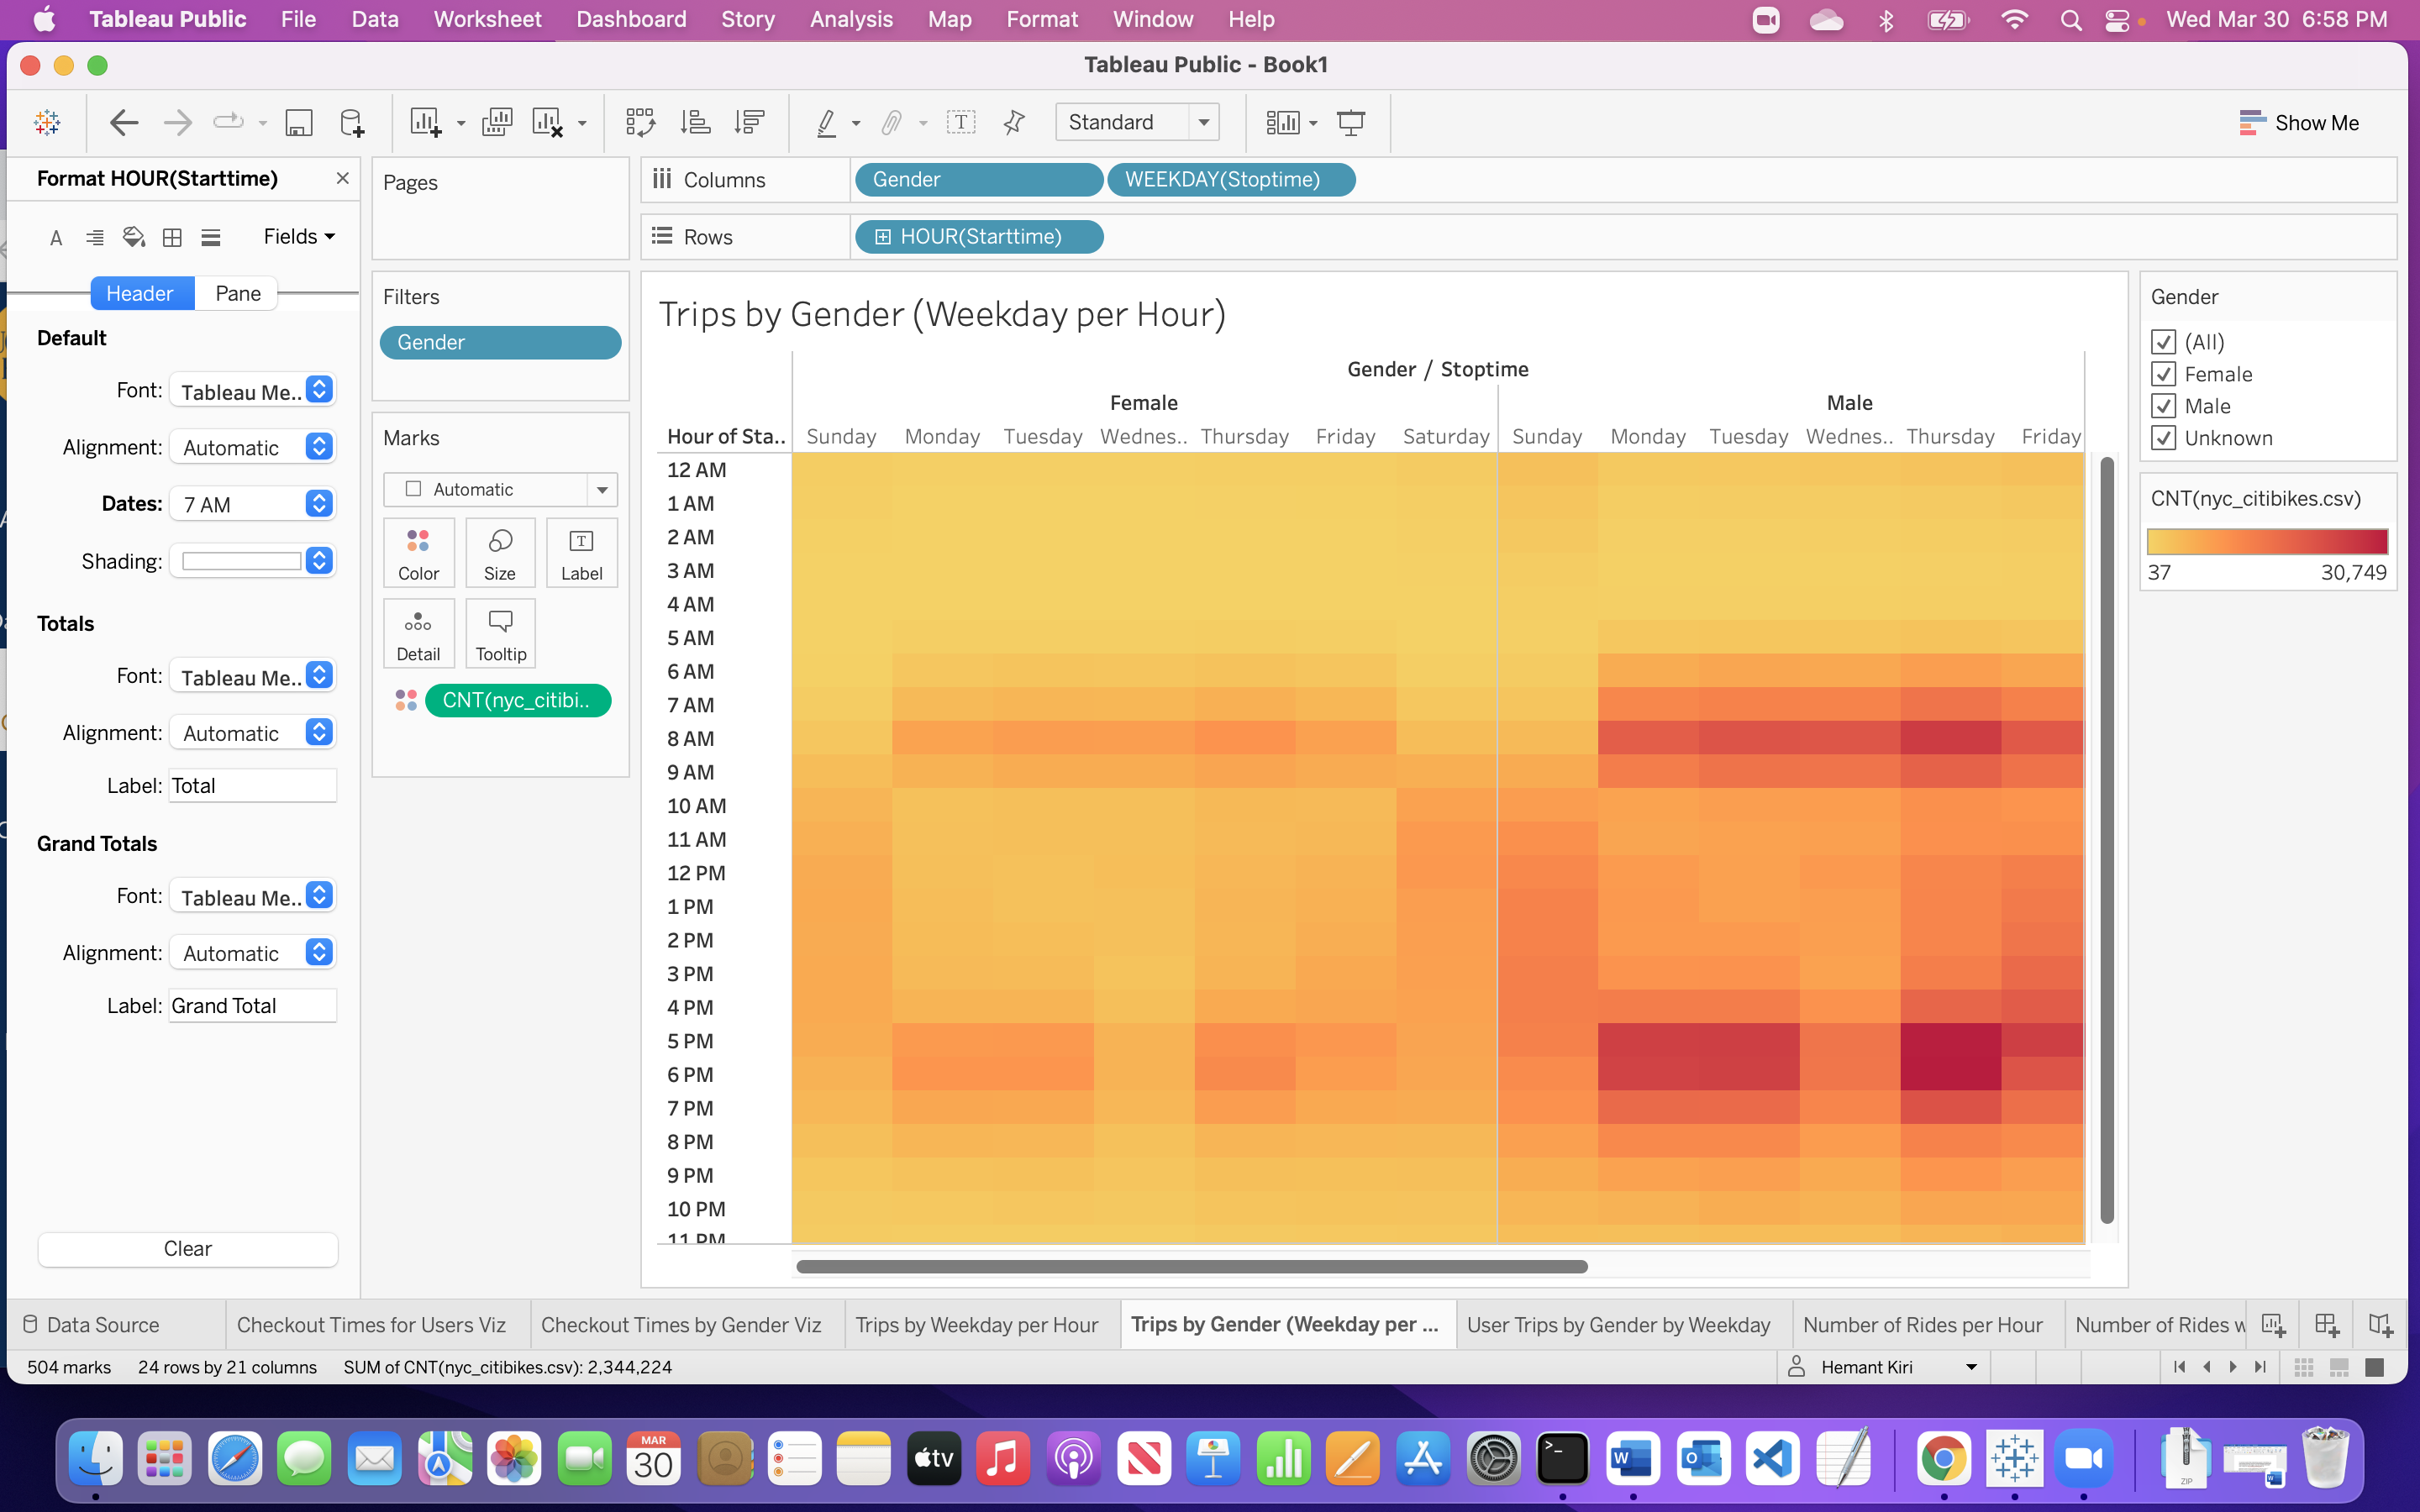 Tableau Public File Data Worksheet Dashboard Story Analysis Map Format Window Help Wed Mar 30 6:58 PM
Tableau Public - Book1
Standard Show Me
Format HOUR(Starttime)
Fields
Header Pane
Default
Font: Tableau Me..
Alignment: Automatic
Dates: 7 AM
Shading:
Totals
Font: Tableau Me..
Alignment: Automatic
Label: Total
Grand Totals
Font: Tableau Me..
Alignment: Automatic
Label: Grand Total
Clear
Pages
Filters
Gender
Marks
Automatic
Color Size Label
Detail Tooltip
CNT(nyc_citibi..
Columns Gender WEEKDAY(Stoptime)
Rows HOUR(Starttime)
Trips by Gender (Weekday per Hour)
Gender / Stoptime
Female Male
Hour of Sta.. Sunday Monday Tuesday Wednes.. Thursday Friday Saturday Sunday Monday Tuesday Wednes.. Thursday Friday
12 AM
1 AM
2 AM
3 AM
4 AM
5 AM
6 AM
7 AM
8 AM
9 AM
10 AM
11 AM
12 PM
1 PM
2 PM
3 PM
4 PM
5 PM
6 PM
7 PM
8 PM
9 PM
10 PM
11 PM
Gender
(All)
Female
Male
Unknown
CNT(nyc_citibikes.csv)
37 30,749
Data Source Checkout Times for Users Viz Checkout Times by Gender Viz Trips by Weekday per Hour Trips by Gender (Weekday per ... User Trips by Gender by Weekday Number of Rides per Hour Number of Rides w
504 marks 24 rows by 21 columns SUM of CNT(nyc_citibikes.csv): 2,344,224 Hemant Kiri
MAR
30
tv
ZIP